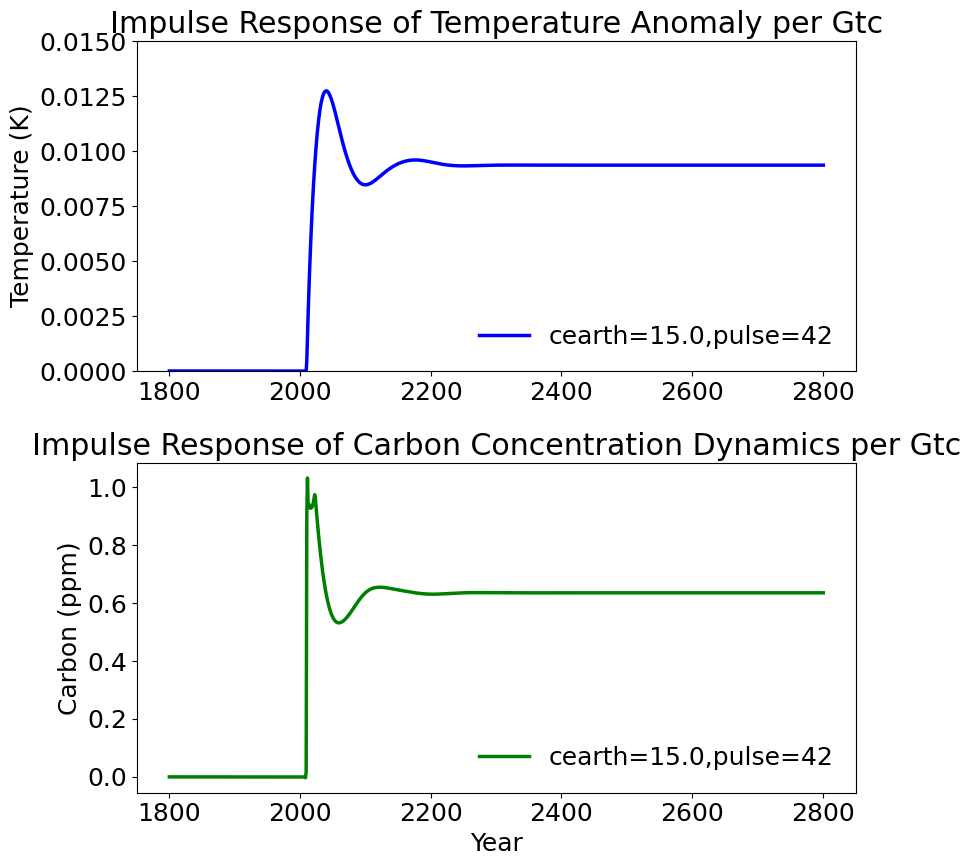 Impulse Response of Temperature Anomaly per Gtc
Temperature (K)
0.0150
0.0125
0.0100
0.0075
0.0050
0.0025
0.0000
cearth=15.0,pulse=42
1800 2000 2200 2400 2600 2800
Impulse Response of Carbon Concentration Dynamics per Gtc
Carbon (ppm)
1.0
0.8
0.6
0.4
0.2
0.0
cearth=15.0,pulse=42
1800 2000 2200 2400 2600 2800
Year